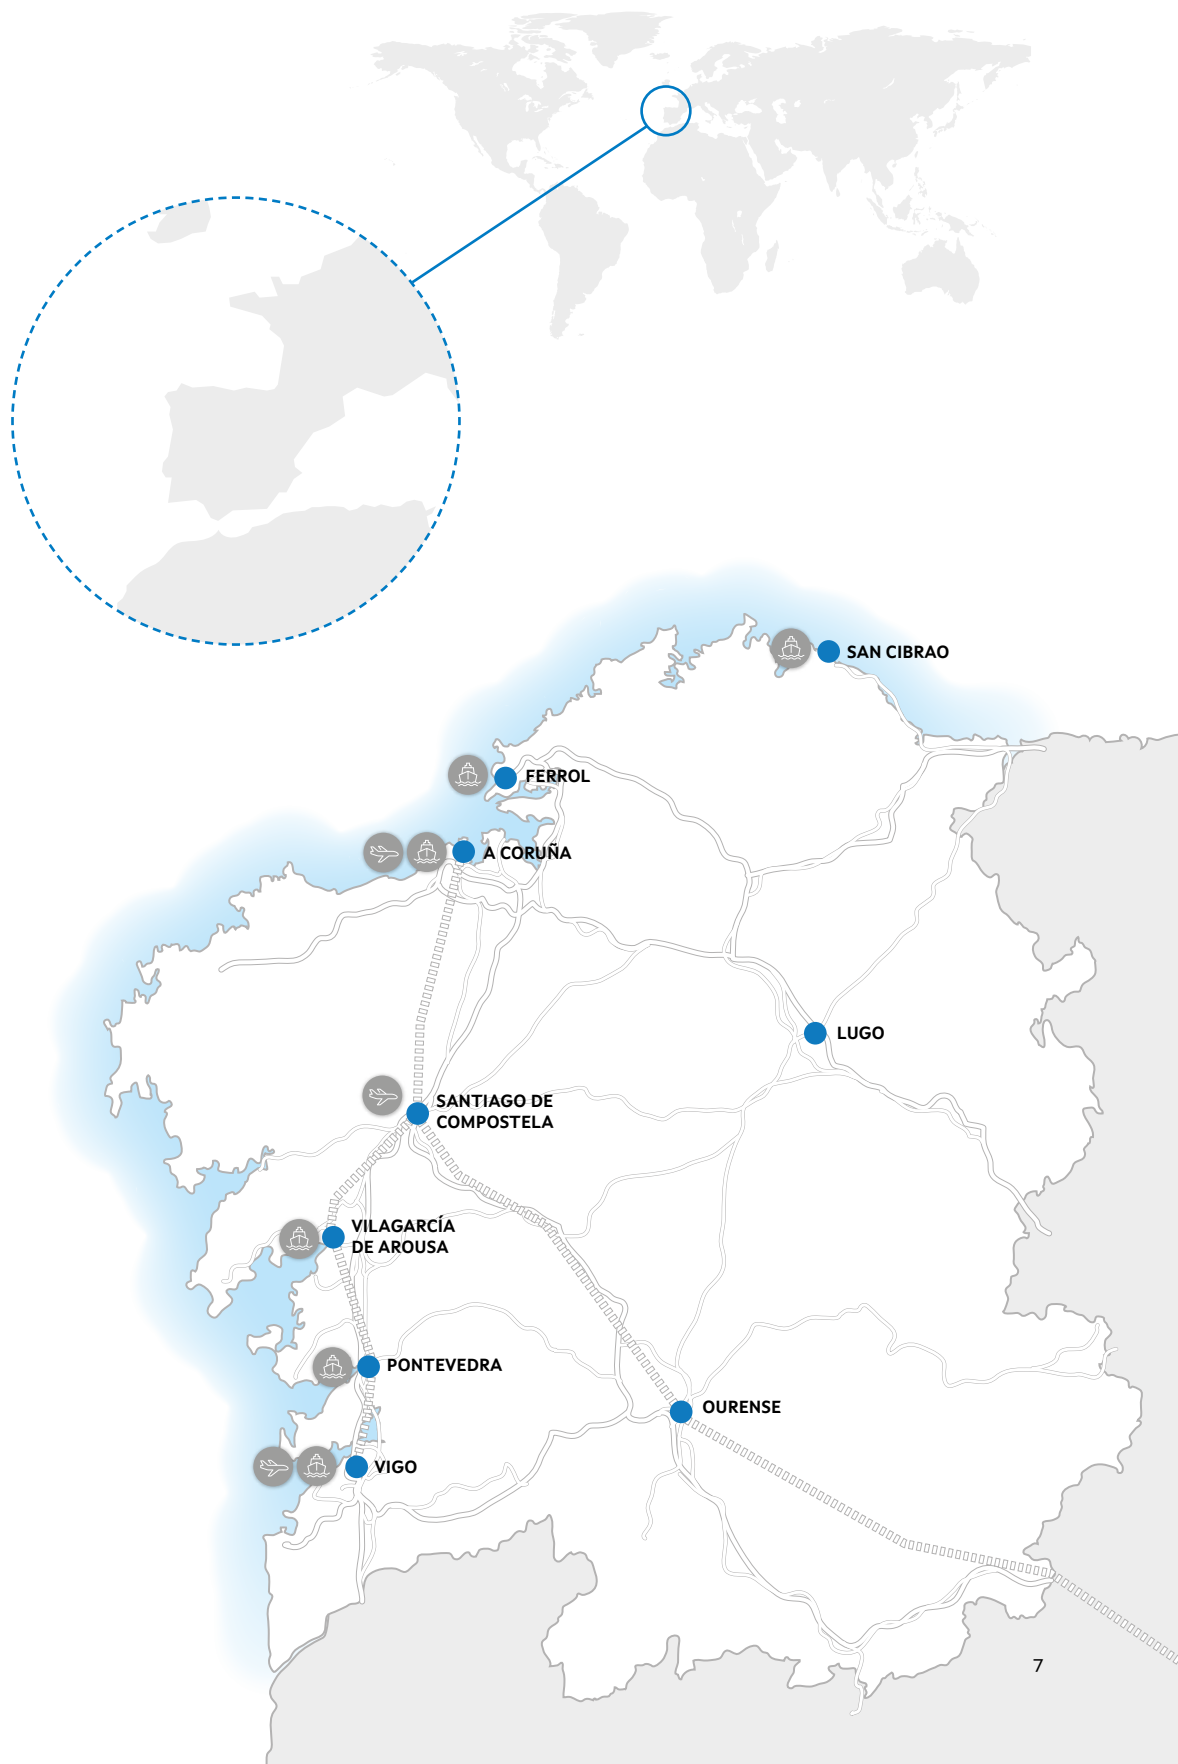 SAN CIBRAO
FERROL
A CORUÑA
LUGO
SANTIAGO DE
COMPOSTELA
VILAGARCÍA
DE AROUSA
PONTEVEDRA
OURENSE
VIGO
7